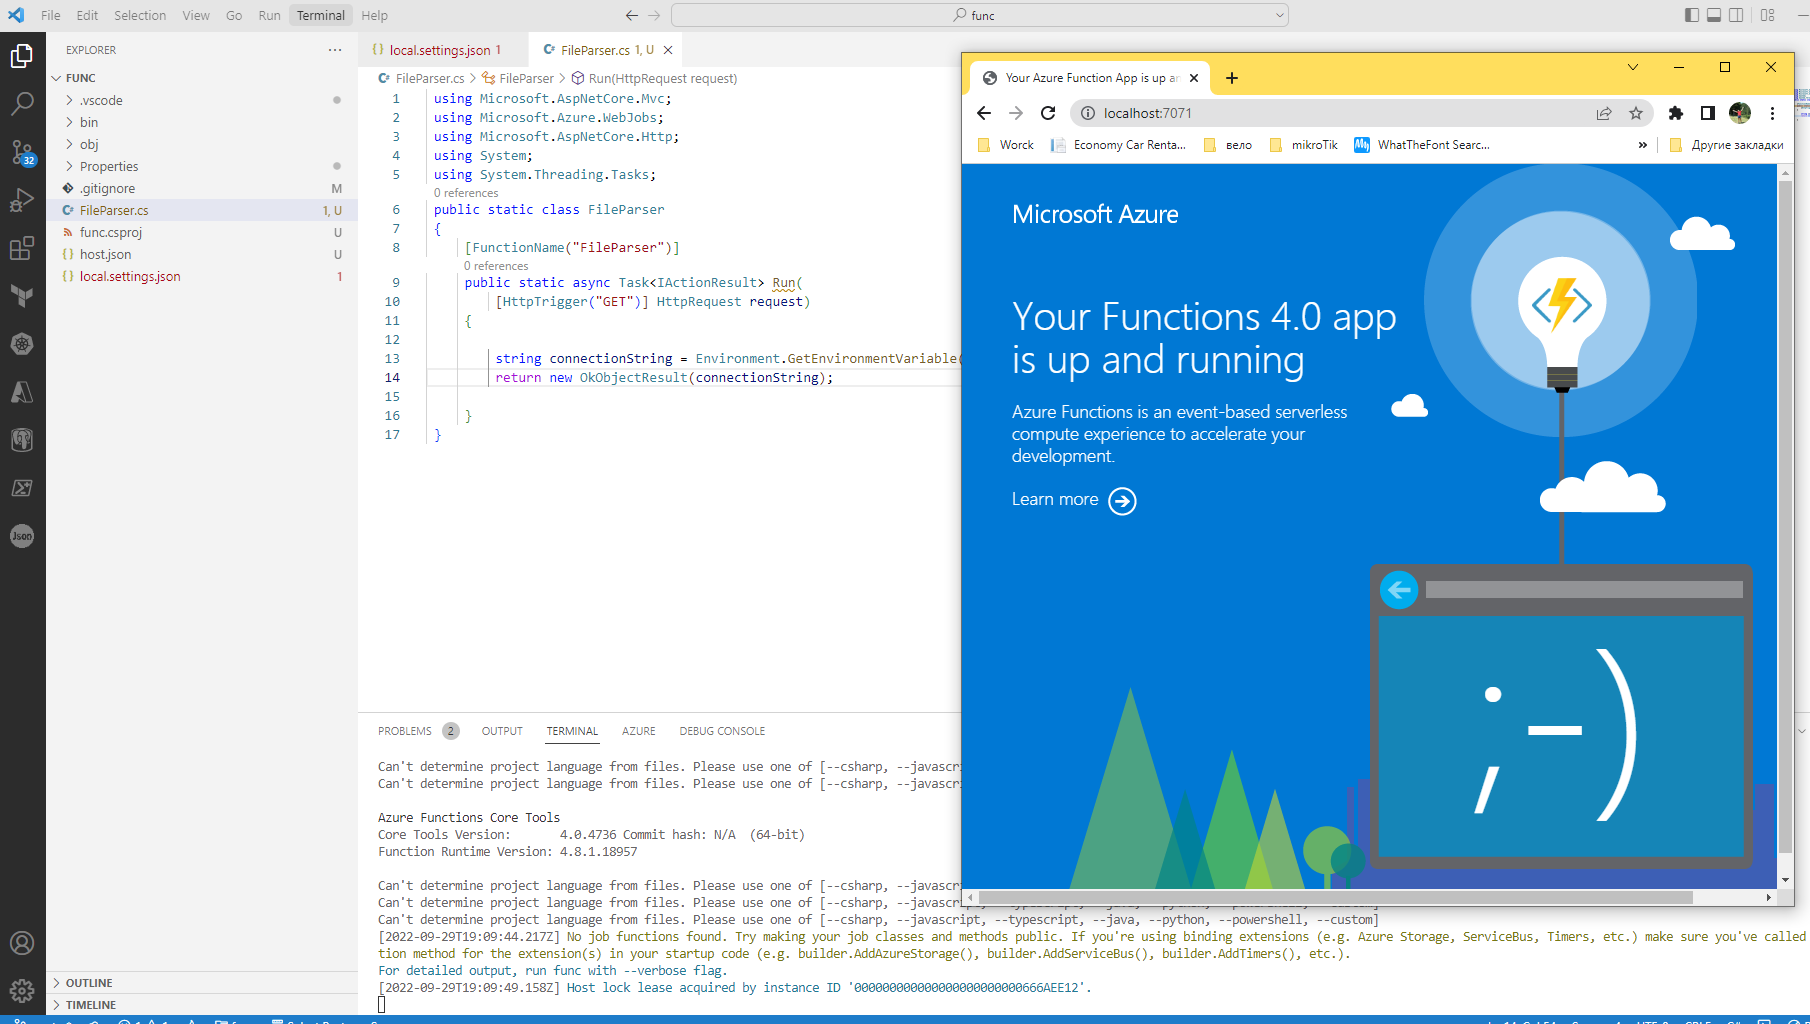 File Edit Selection View Go Run Terminal Help
func
EXPLORER
FUNC
.vscode
bin
obj
Properties
.gitignore M
FileParser.cs 1, U
func.csproj U
host.json U
local.settings.json 1
32
Json
OUTLINE
TIMELINE
local.settings.json 1
FileParser.cs 1, U
FileParser.cs > FileParser > Run(HttpRequest request)
1 using Microsoft.AspNetCore.Mvc;
2 using Microsoft.Azure.WebJobs;
3 using Microsoft.AspNetCore.Http;
4 using System;
5 using System.Threading.Tasks;
0 references
6 public static class FileParser
7 {
8 [FunctionName("FileParser")]
0 references
9 public static async Task<IActionResult> Run(
10 [HttpTrigger("GET")] HttpRequest request)
11 {
12
13 string connectionString = Environment.GetEnvironmentVariable(
14 return new OkObjectResult(connectionString);
15
16 }
17 }
Your Azure Function App is up an
localhost:7071
Worck
Economy Car Renta...
вело
mikroTik
WhatTheFont Searc...
»
Другие закладки
Microsoft Azure
Your Functions 4.0 app
is up and running
Azure Functions is an event-based serverless
compute experience to accelerate your
development.
Learn more
;-)
PROBLEMS 2 OUTPUT TERMINAL AZURE DEBUG CONSOLE
Can't determine project language from files. Please use one of [--csharp, --javascri
Can't determine project language from files. Please use one of [--csharp, --javascri
Azure Functions Core Tools
Core Tools Version: 4.0.4736 Commit hash: N/A (64-bit)
Function Runtime Version: 4.8.1.18957
Can't determine project language from files. Please use one of [--csharp, --javascri
Can't determine project language from files. Please use one of [--csharp, --javascript, --typescript, --java, --python, --powershell, --custom]
Can't determine project language from files. Please use one of [--csharp, --javascript, --typescript, --java, --python, --powershell, --custom]
[2022-09-29T19:09:44.217Z] No job functions found. Try making your job classes and methods public. If you're using binding extensions (e.g. Azure Storage, ServiceBus, Timers, etc.) make sure you've called
tion method for the extension(s) in your startup code (e.g. builder.AddAzureStorage(), builder.AddServiceBus(), builder.AddTimers(), etc.).
For detailed output, run func with --verbose flag.
[2022-09-29T19:09:49.158Z] Host lock lease acquired by instance ID '000000000000000000000000666AEE12'.